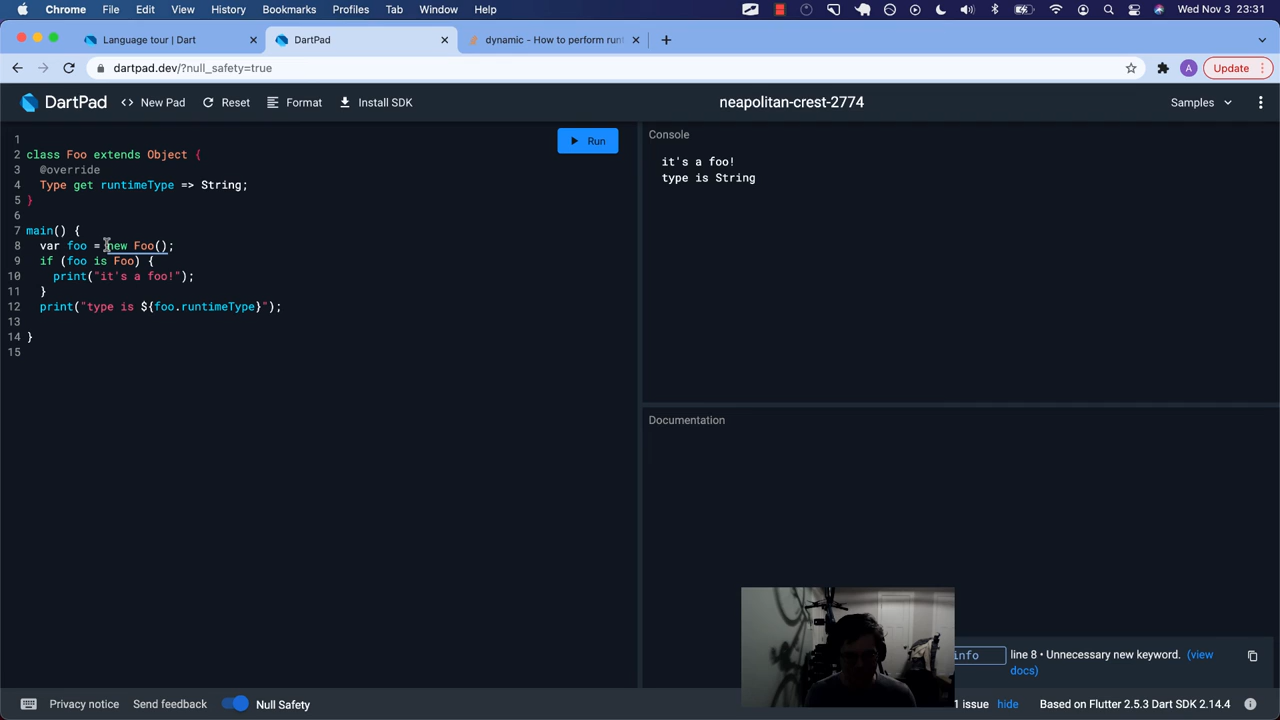 Chrome File Edit View History Bookmarks Profiles Tab Window Help Wed Nov 3 23:31
Language tour | Dart DartPad dynamic - How to perform run
dartpad.dev/?null_safety=true A Update
DartPad New Pad Reset Format Install SDK neapolitan-crest-2774 Samples
Run
1
2 class Foo extends Object {
3 @override
4 Type get runtimeType => String;
5 }
6
7 main() {
8 var foo = new Foo();
9 if (foo is Foo) {
10 print("it's a foo!");
11 }
12 print("type is ${foo.runtimeType}");
13
14 }
15
Console
it's a foo!
type is String
Documentation
info line 8 • Unnecessary new keyword. (view
docs)
Privacy notice Send feedback Null Safety 1 issue hide Based on Flutter 2.5.3 Dart SDK 2.14.4